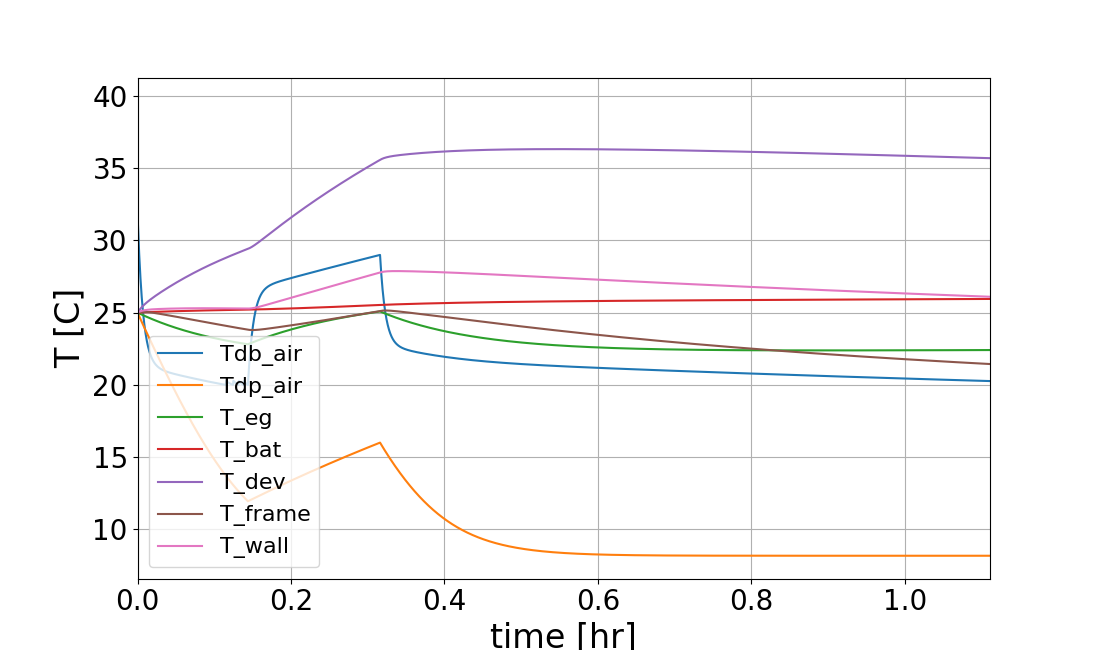 T [C]
40
35
30
25
20
15
10
Tdb_air
Tdp_air
T_eg
T_bat
T_dev
T_frame
T_wall
0.0 0.2 0.4 0.6 0.8 1.0
time [hr]